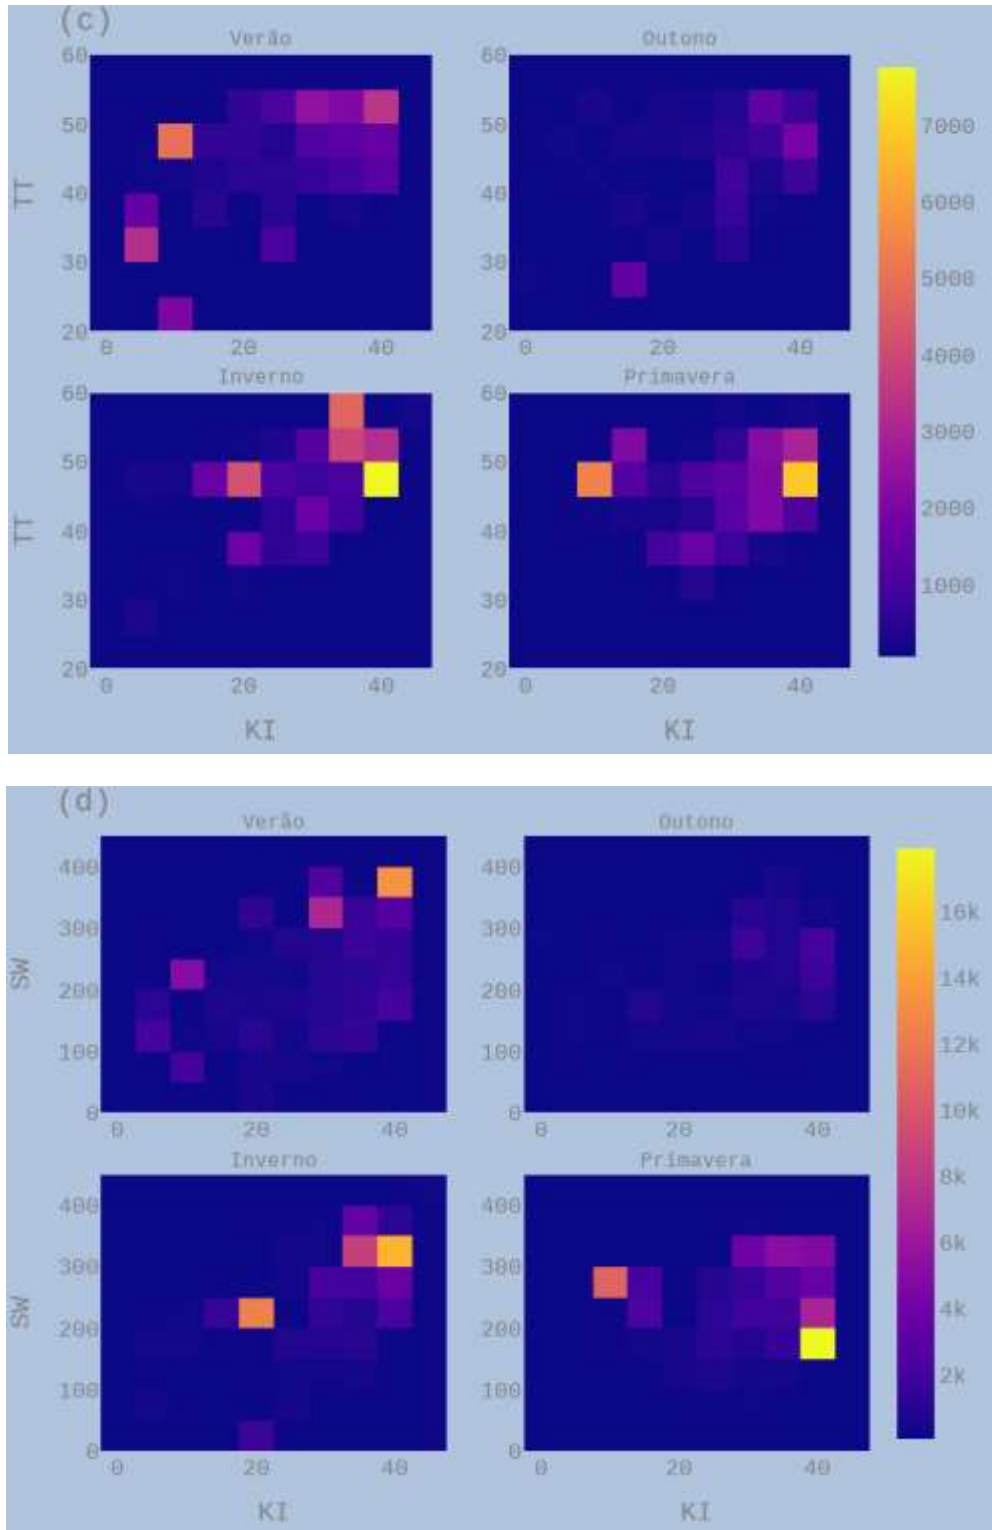 (c)
Verão Outono
60 60
50 50 7000
TT 40 40 6000
30 30 5000
20 20
0 20 40 0 20 40 4000
Inverno Primavera
60 60
50 50 3000
TT 40 40 2000
30 30 1000
20 20
0 20 40 0 20 40
KI KI
(d)
Verão Outono
400 400
300 300 16k
SW 200 200 14k
100 100 12k
0 0
0 20 40 0 20 40 10k
Inverno Primavera
400 400 8k
300 300 6k
SW 200 200 4k
100 100 2k
0 0
0 20 40 0 20 40
KI KI